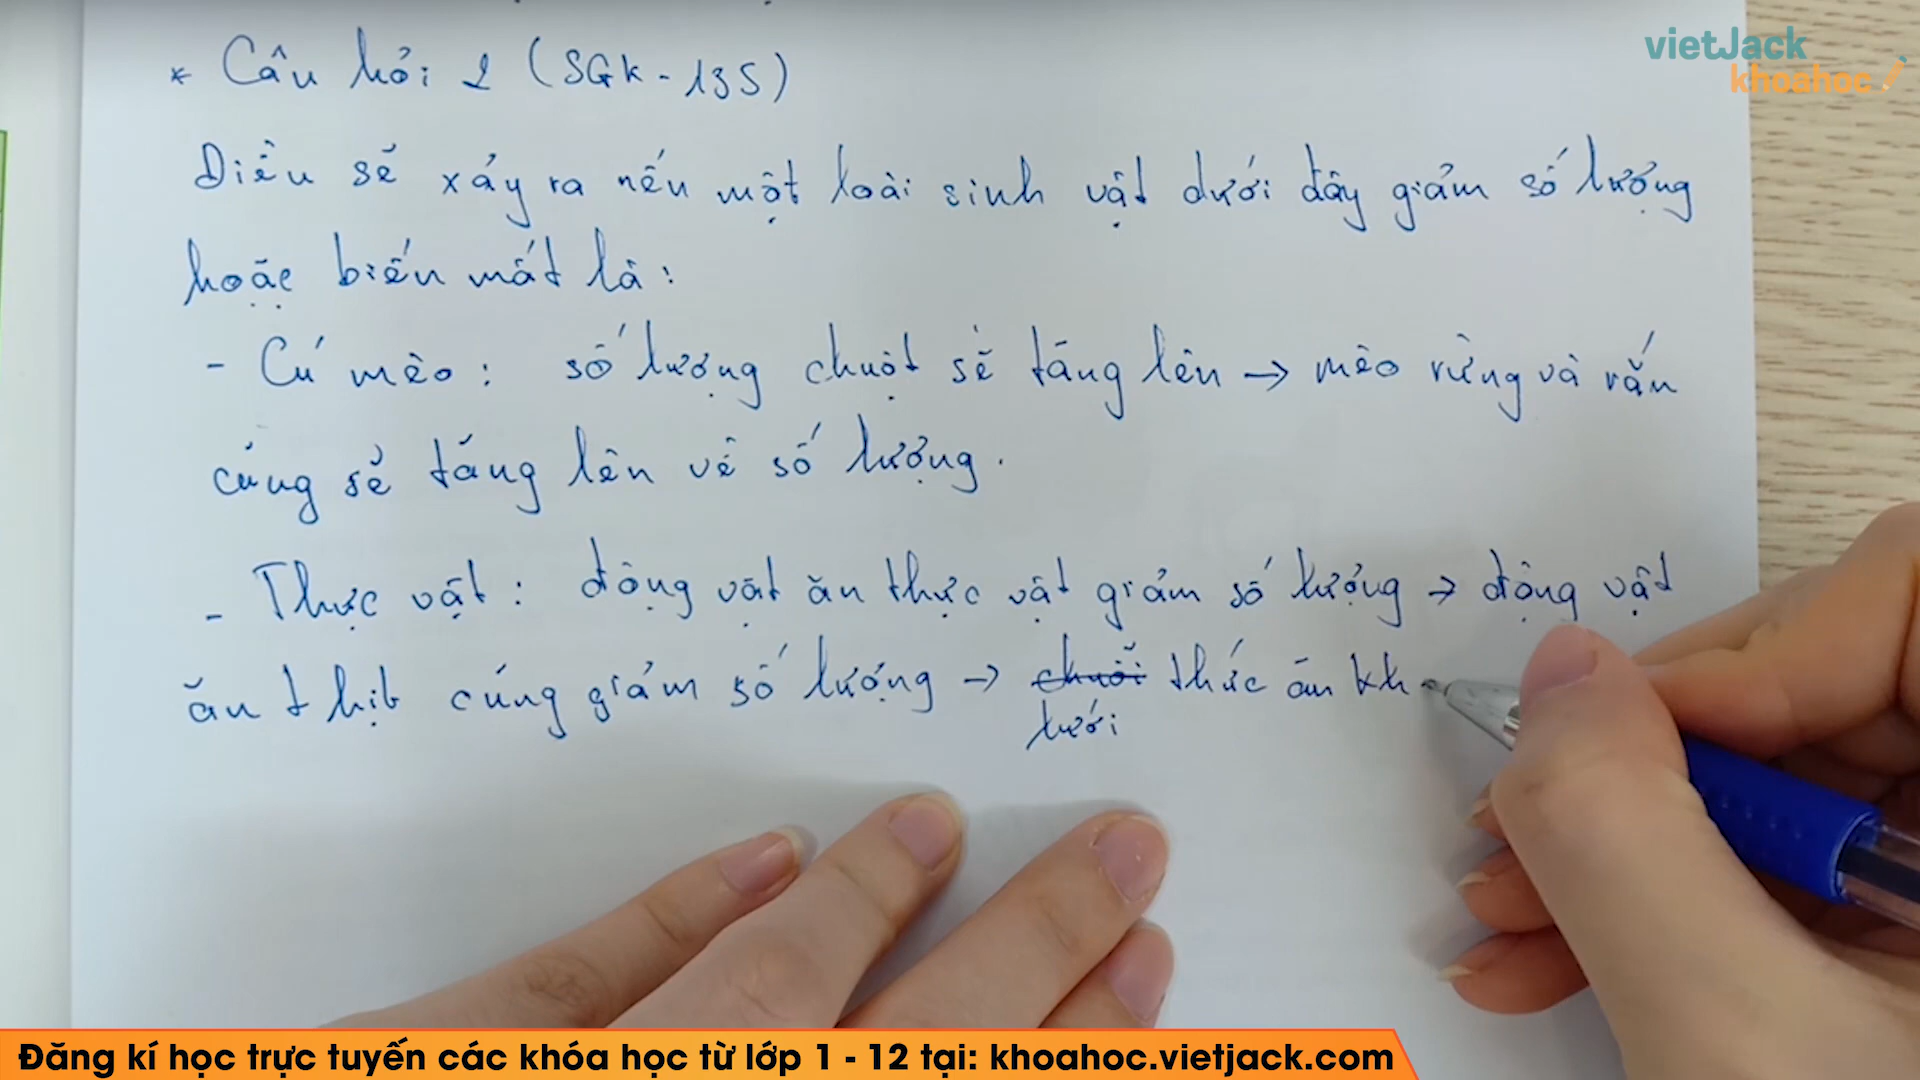 vietJack
khoahoc
* Câu hỏi 2 (SGK - 135)
Điều sẽ xảy ra nếu một loài sinh vật dưới đây giảm số lượng
hoặc biến mất là:
- Cú mèo: số lượng chuột sẽ tăng lên → mèo rừng và rắn
cũng sẽ tăng lên về số lượng.
- Thực vật: động vật ăn thực vật giảm số lượng → động vật
ăn thịt cũng giảm số lượng → chuỗi thức ăn kh
lưới
Đăng kí học trực tuyến các khóa học từ lớp 1 - 12 tại: khoahoc.vietjack.com